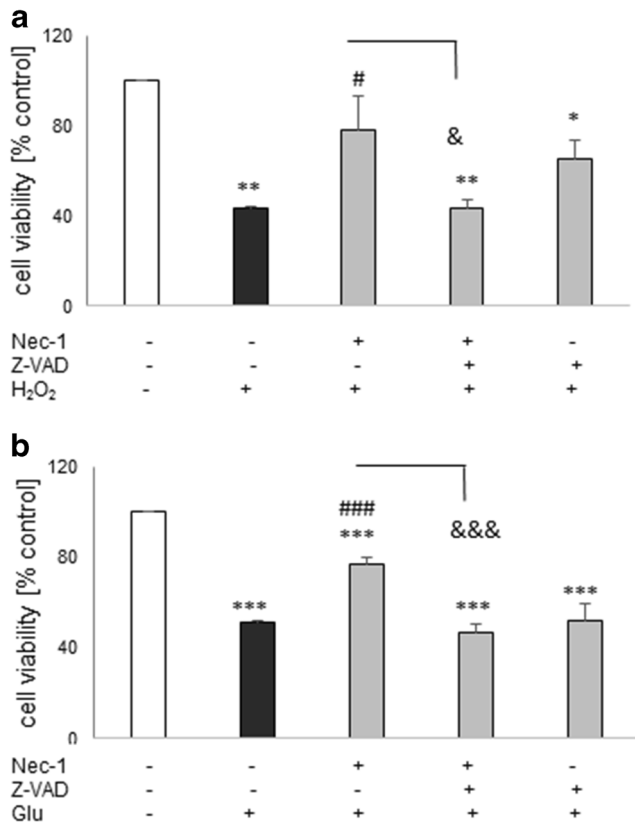 a
cell viability [% control]
120
80
40
0
#
&
*
**
**
Nec-1 - - + + -
Z-VAD - - - + +
H₂O₂ - + + + +
b
cell viability [% control]
120
80
40
0
###
***
&&&
***
***
***
Nec-1 - - + + -
Z-VAD - - - + +
Glu - + + + +